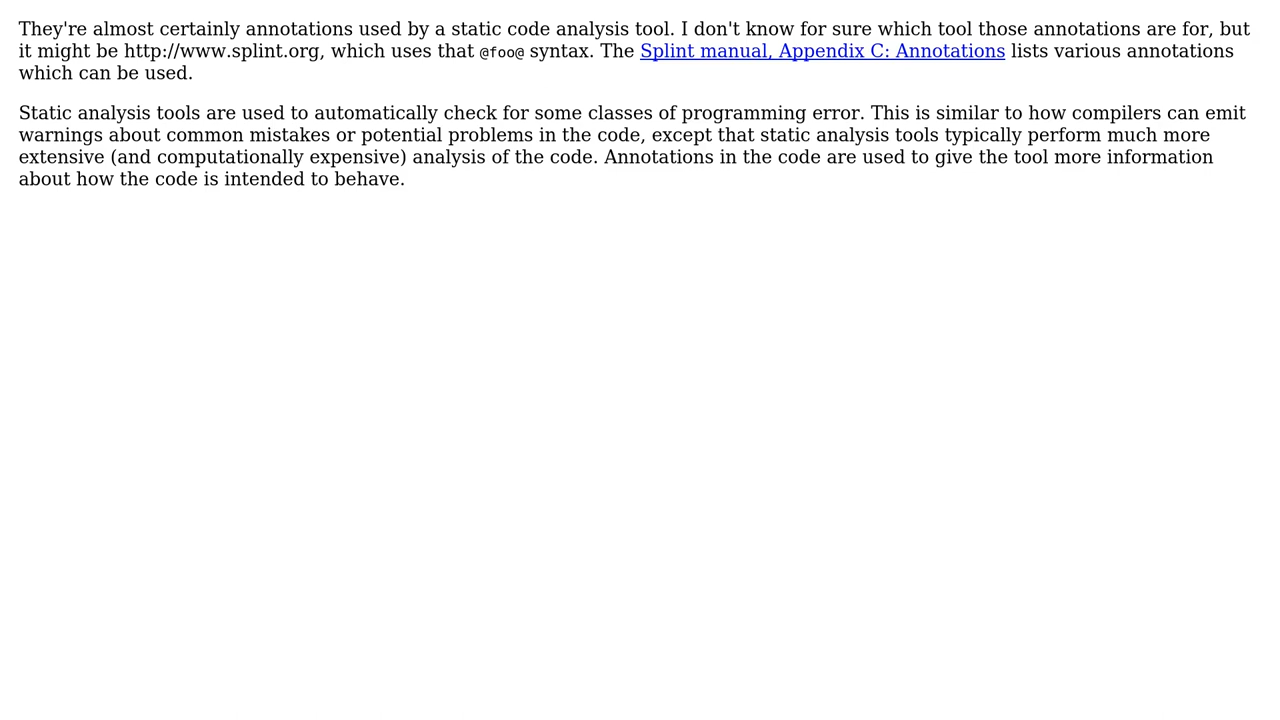 They're almost certainly annotations used by a static code analysis tool. I don't know for sure which tool those annotations are for, but
it might be http://www.splint.org, which uses that @foo@ syntax. The Splint manual, Appendix C: Annotations lists various annotations
which can be used.
Static analysis tools are used to automatically check for some classes of programming error. This is similar to how compilers can emit
warnings about common mistakes or potential problems in the code, except that static analysis tools typically perform much more
extensive (and computationally expensive) analysis of the code. Annotations in the code are used to give the tool more information
about how the code is intended to behave.